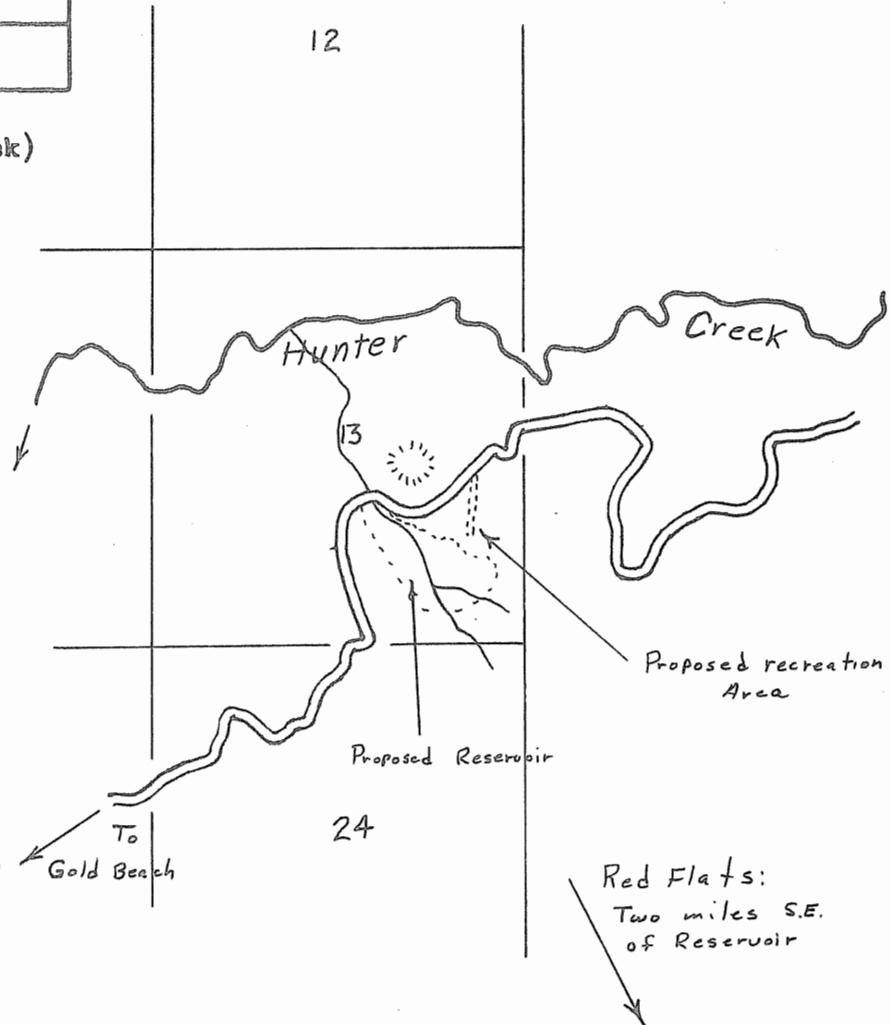 12
Hunter Creek
13
Proposed recreation
Area
Proposed Reservoir
24
To
Gold Beach
Red Flats:
Two miles S.E.
of Reservoir